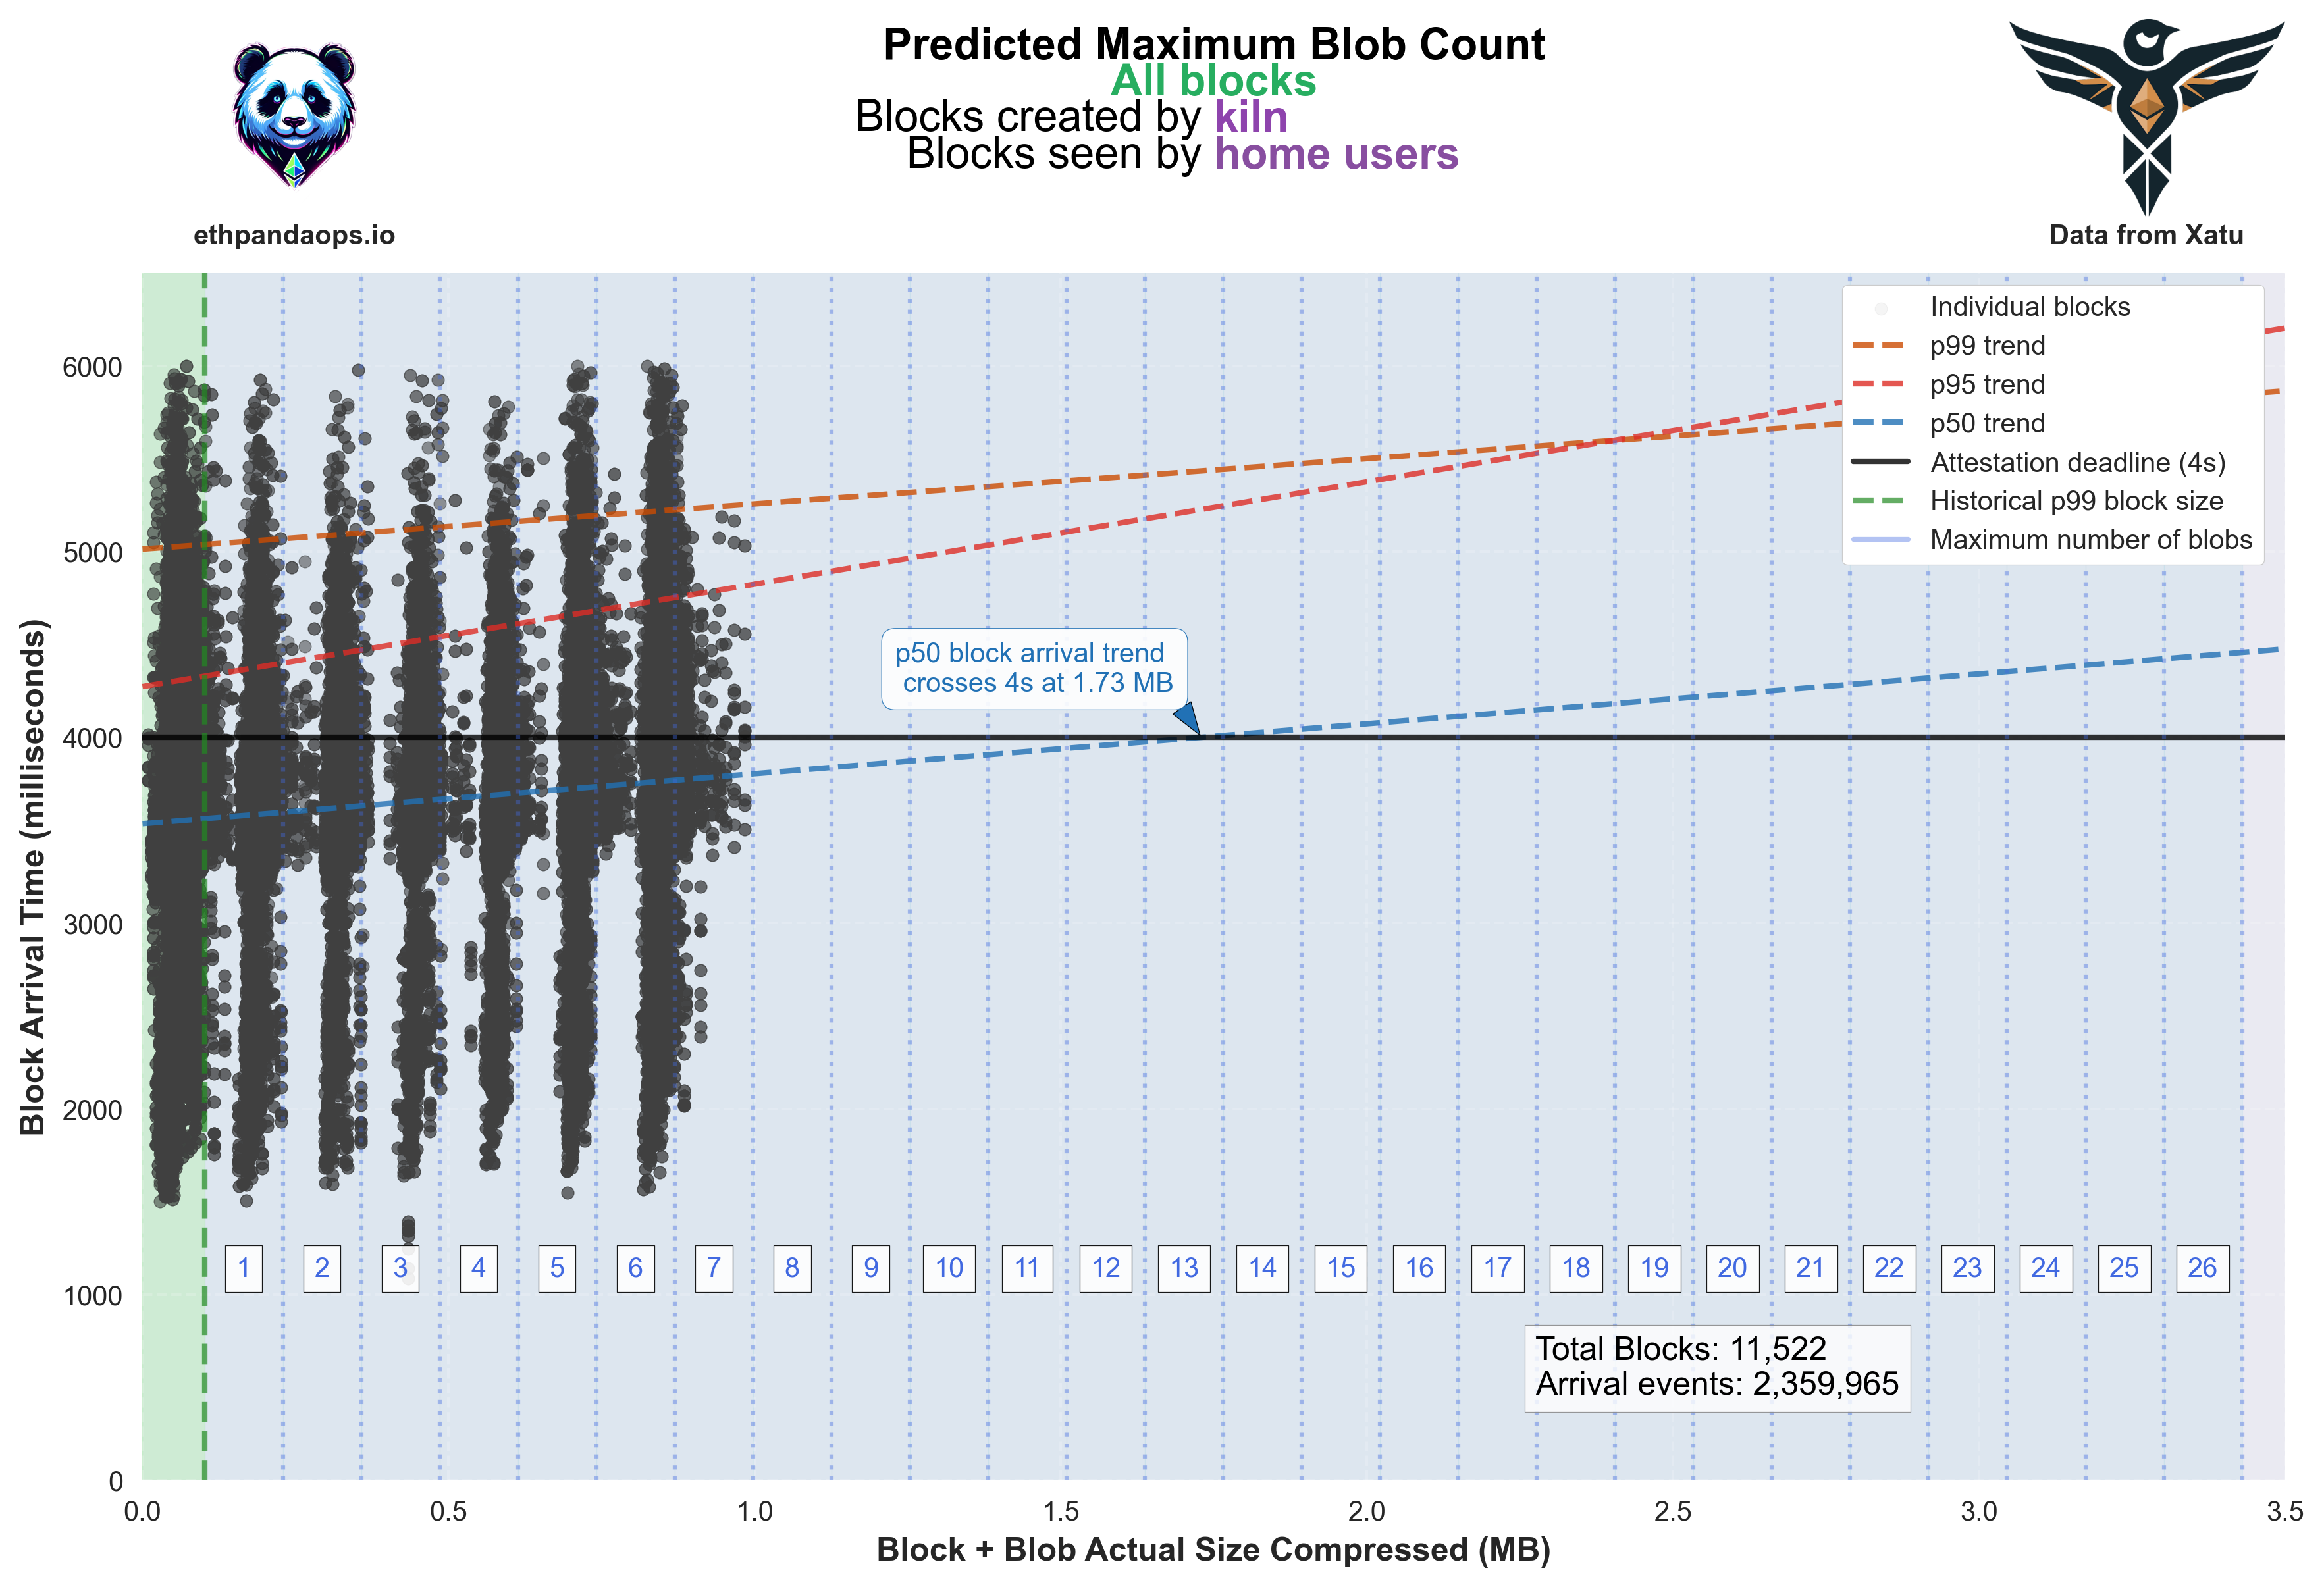 Predicted Maximum Blob Count
All blocks
Blocks created by kiln
Blocks seen by home users
ethpandaops.io
Data from Xatu
Individual blocks
p99 trend
p95 trend
p50 trend
Attestation deadline (4s)
Historical p99 block size
Maximum number of blobs
Block Arrival Time (milliseconds)
6000
5000
4000
3000
2000
1000
0
p50 block arrival trend
crosses 4s at 1.73 MB
1 2 3 4 5 6 7 8 9 10 11 12 13 14 15 16 17 18 19 20 21 22 23 24 25 26
Total Blocks: 11,522
Arrival events: 2,359,965
0.0 0.5 1.0 1.5 2.0 2.5 3.0 3.5
Block + Blob Actual Size Compressed (MB)